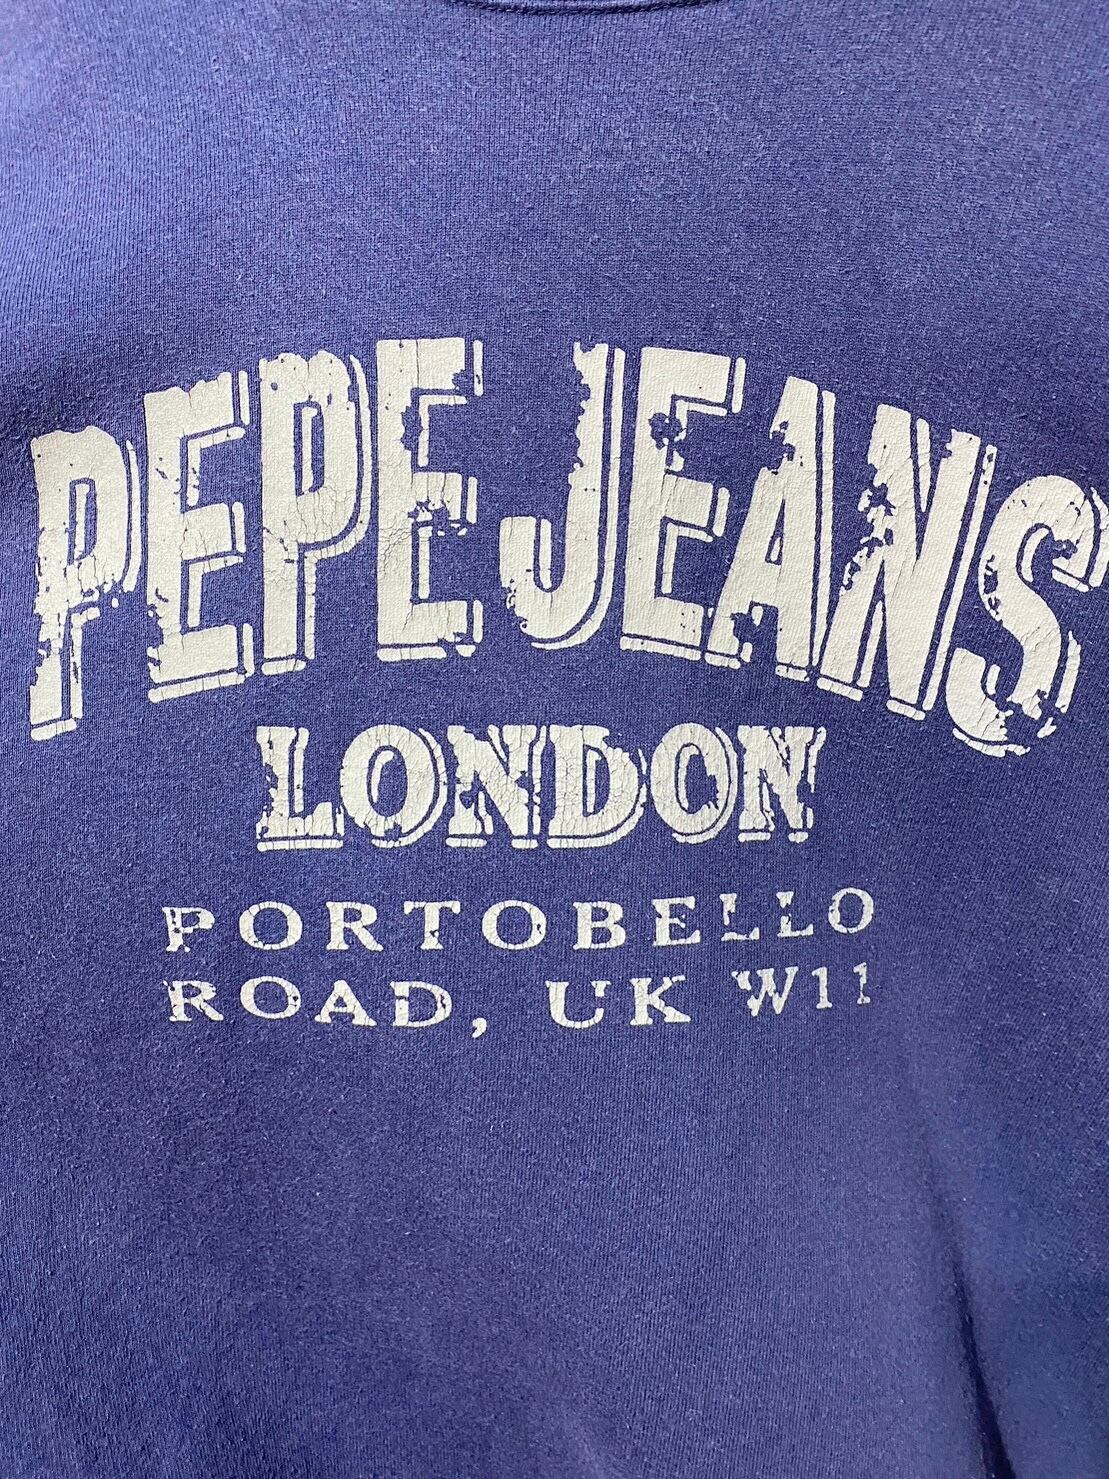 PEPE JEANS
LONDON
PORTOBELLO
ROAD, UK W11